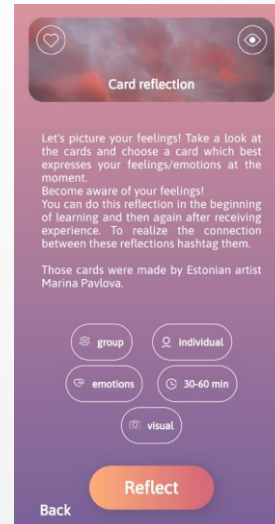 Card reflection
Let's picture your feelings! Take a look at
the cards and choose a card which best
expresses your feelings/emotions at the
moment.
Become aware of your feelings!
You can do this reflection in the beginning
of learning and then again after receiving
experience. To realize the connection
between these reflections hashtag them.
Those cards were made by Estonian artist
Marina Pavlova.
group
individual
emotions
30-60 min
visual
Reflect
Back